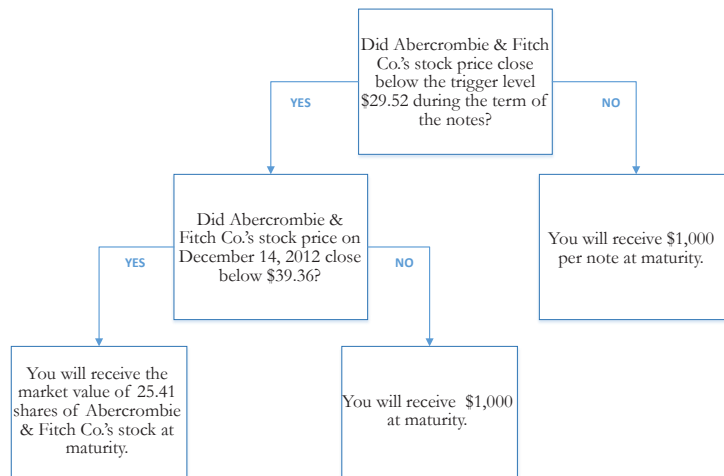 Did Abercrombie & Fitch
Co.'s stock price close
below the trigger level
$29.52 during the term of
the notes?
YES
NO
Did Abercrombie &
Fitch Co.'s stock price on
December 14, 2012 close
below $39.36?
You will receive $1,000
per note at maturity.
YES
NO
You will receive the
market value of 25.41
shares of Abercrombie
& Fitch Co.'s stock at
maturity.
You will receive $1,000
at maturity.